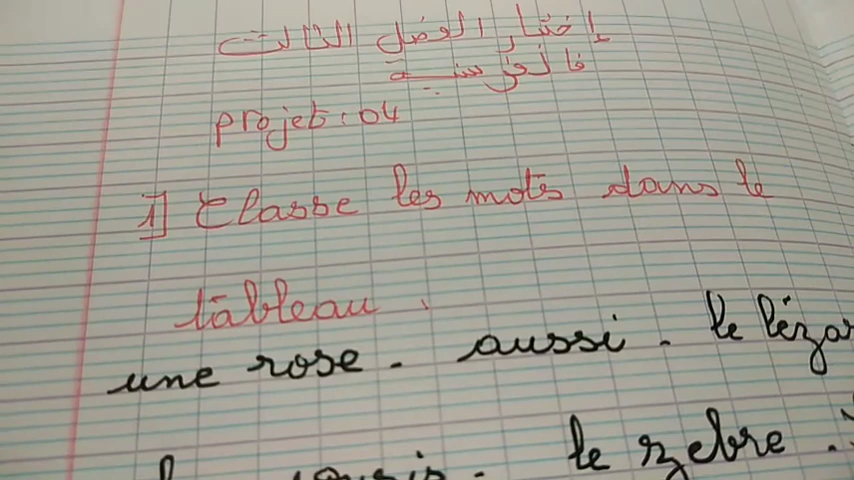 إختبار الفصل الثالث
فالفرنسية
projet : 04
1] Classe les mots dans le
tableau .
une rose - aussi - le lézar
le zebre .